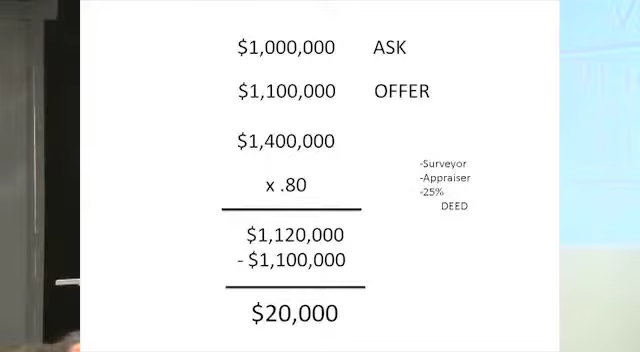 $1,000,000 ASK
$1,100,000 OFFER
$1,400,000
x .80
-Surveyor
-Appraiser
-25%
DEED
$1,120,000
- $1,100,000
$20,000